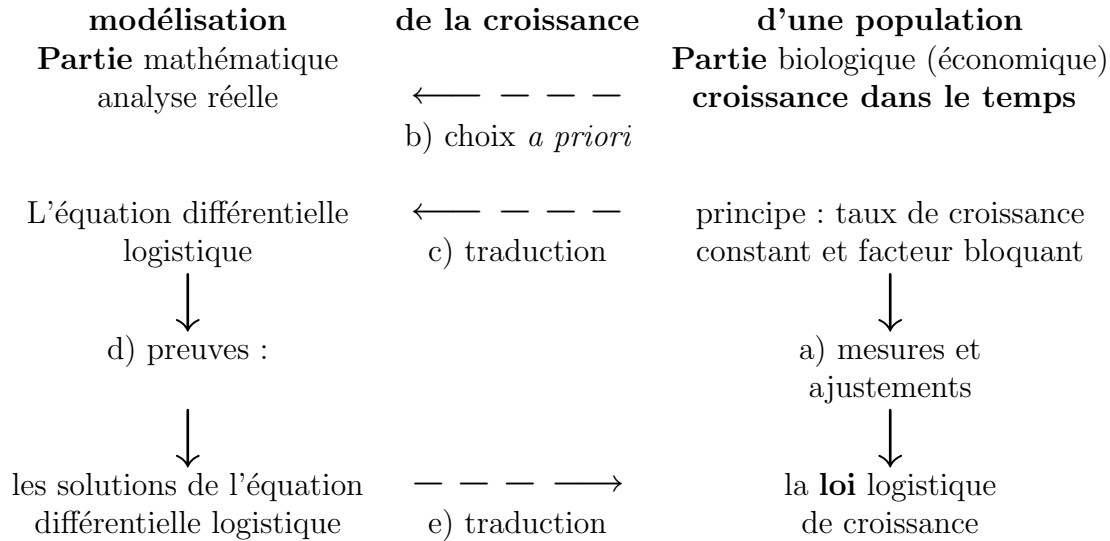 modélisation de la croissance d'une population
Partie mathématique Partie biologique (économique)
analyse réelle croissance dans le temps
b) choix a priori
L'équation différentielle principe : taux de croissance
logistique c) traduction constant et facteur bloquant
d) preuves : a) mesures et
ajustements
les solutions de l'équation la loi logistique
différentielle logistique e) traduction de croissance